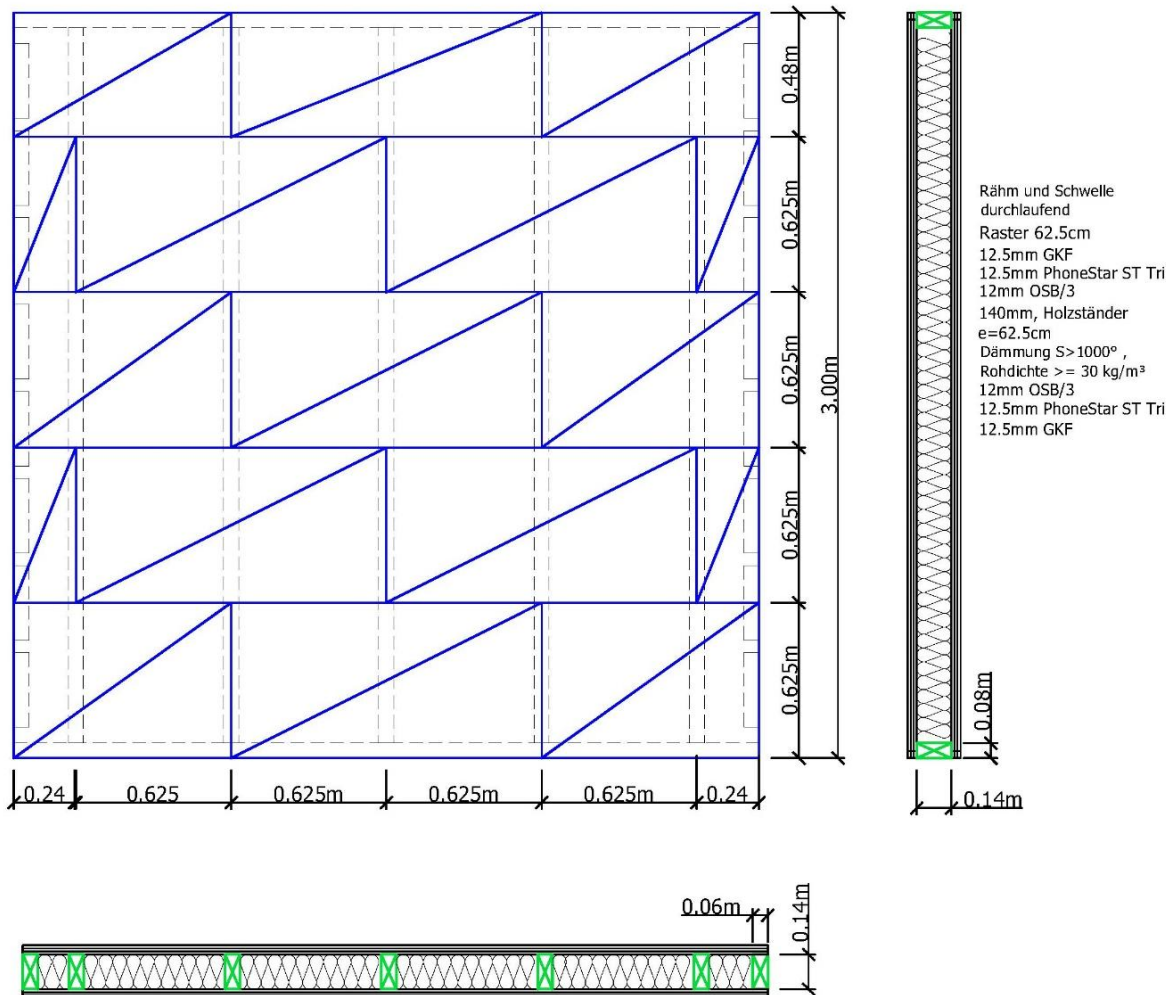 0.48m
0.625m
0.625m
0.625m
0.625m
3.00m
0.24
0.625
0.625m
0.625m
0.625m
0.24
Rähm und Schwelle
durchlaufend
Raster 62.5cm
12.5mm GKF
12.5mm PhoneStar ST Tri
12mm OSB/3
140mm, Holzständer
e=62.5cm
Dämmung S>1000° ,
Rohdichte >= 30 kg/m³
12mm OSB/3
12.5mm PhoneStar ST Tri
12.5mm GKF
0.08m
0.14m
0.06m
0.14m